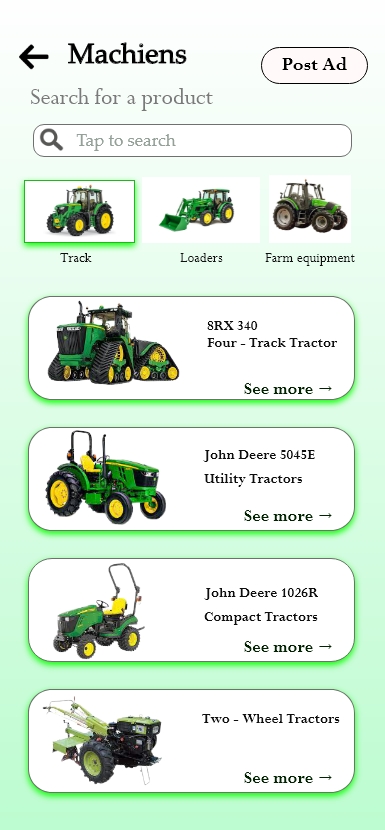 Machiens
Post Ad
Search for a product
Tap to search
Track
Loaders
Farm equipment
8RX 340
Four - Track Tractor
See more →
John Deere 5045E
Utility Tractors
See more →
John Deere 1026R
Compact Tractors
See more →
Two - Wheel Tractors
See more →